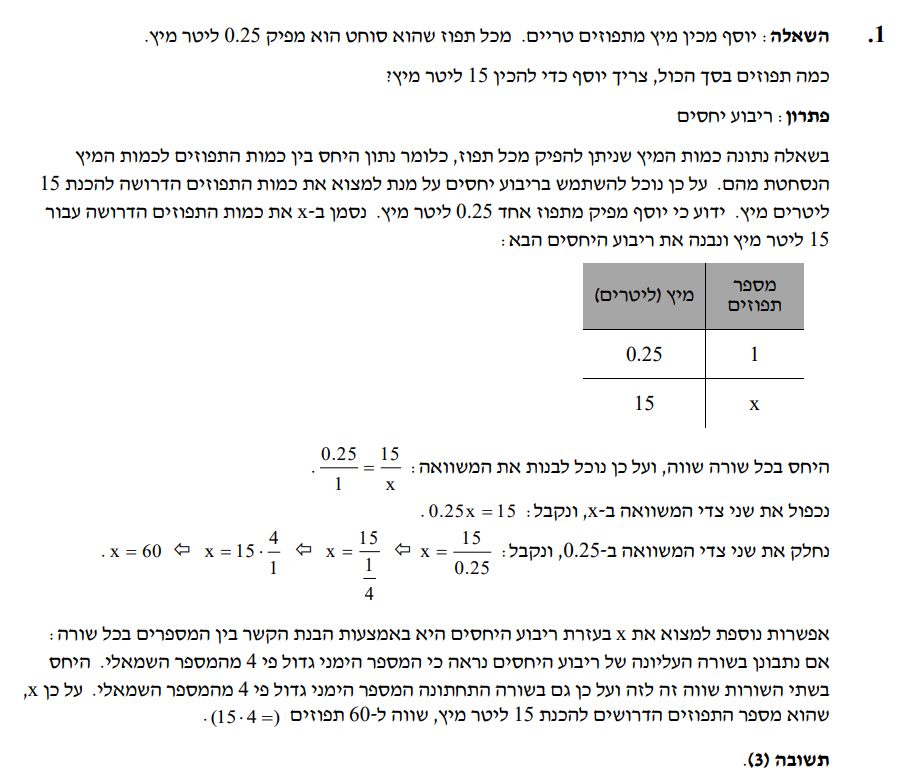 1. השאלה: יוסף מכין מיץ מתפוזים טריים. מכל תפוז שהוא סוחט הוא מפיק 0.25 ליטר מיץ.
כמה תפוזים בסך הכול, צריך יוסף כדי להכין 15 ליטר מיץ?
פתרון: ריבוע יחסים
בשאלה נתונה כמות המיץ שניתן להפיק מכל תפוז, כלומר נתון היחס בין כמות התפוזים לכמות המיץ
הנסחטת מהם. על כן נוכל להשתמש בריבוע יחסים על מנת למצוא את כמות התפוזים הדרושה להכנת 15
ליטרים מיץ. ידוע כי יוסף מפיק מתפוז אחד 0.25 ליטר מיץ. נסמן ב-x את כמות התפוזים הדרושה עבור
15 ליטר מיץ ונבנה את ריבוע היחסים הבא:
מספר תפוזים | מיץ (ליטרים)
1 | 0.25
x | 15
היחס בכל שורה שווה, ועל כן נוכל לבנות את המשוואה: 0.25/1 = 15/x.
נכפול את שני צדי המשוואה ב-x, ונקבל: 0.25x = 15.
נחלק את שני צדי המשוואה ב-0.25, ונקבל: x = 15/0.25 ⇦ x = 15/(1/4) ⇦ x = 15 · 4/1 ⇦ x = 60.
אפשרות נוספת למצוא את x בעזרת ריבוע היחסים היא באמצעות הבנת הקשר בין המספרים בכל שורה:
אם נתבונן בשורה העליונה של ריבוע היחסים נראה כי המספר הימני גדול פי 4 מהמספר השמאלי. היחס
בשתי השורות שווה זה לזה ועל כן גם בשורה התחתונה המספר הימני גדול פי 4 מהמספר השמאלי. על כן x,
שהוא מספר התפוזים הדרושים להכנת 15 ליטר מיץ, שווה ל-60 תפוזים (= 15·4).
תשובה (3).